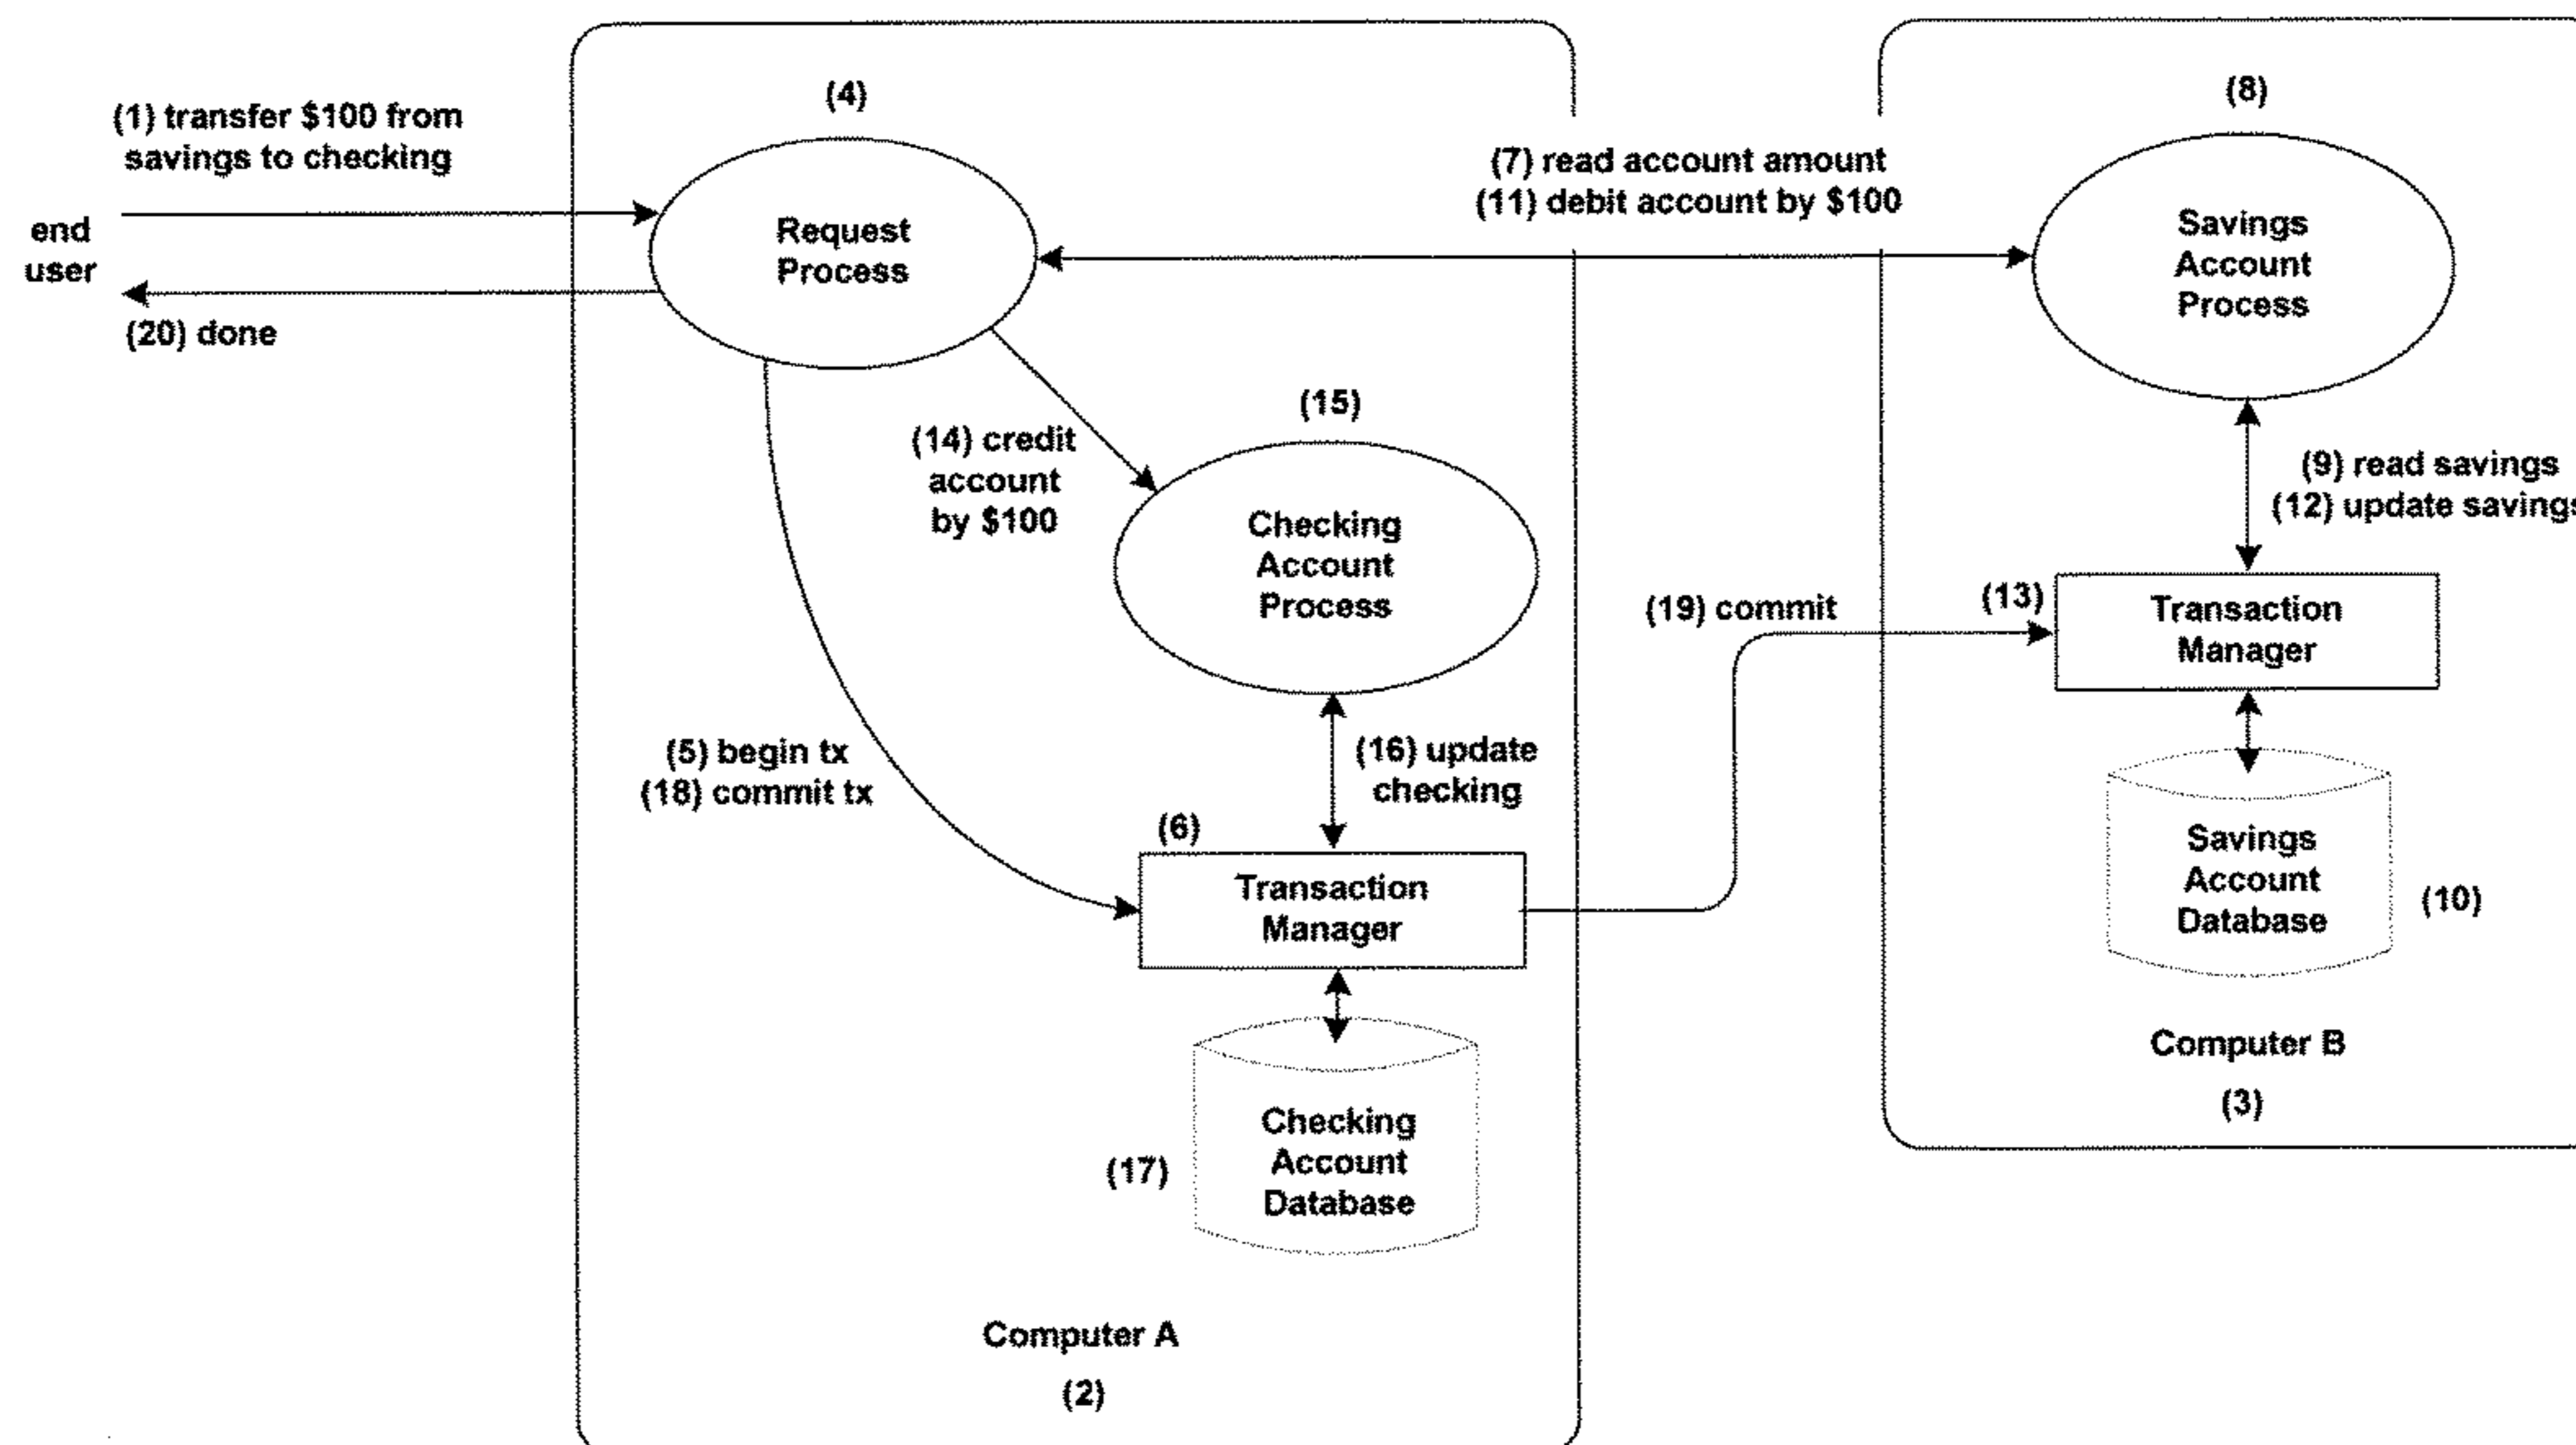 (1) transfer $100 from
savings to checking
end
user
(20) done
(4)
Request
Process
(7) read account amount
(11) debit account by $100
(8)
Savings
Account
Process
(14) credit
account
by $100
(15)
Checking
Account
Process
(9) read savings
(12) update savings
(5) begin tx
(18) commit tx
(16) update
checking
(19) commit
(13)
Transaction
Manager
(6)
Transaction
Manager
Savings
Account
Database
(10)
Computer B
(3)
Checking
Account
Database
(17)
Computer A
(2)